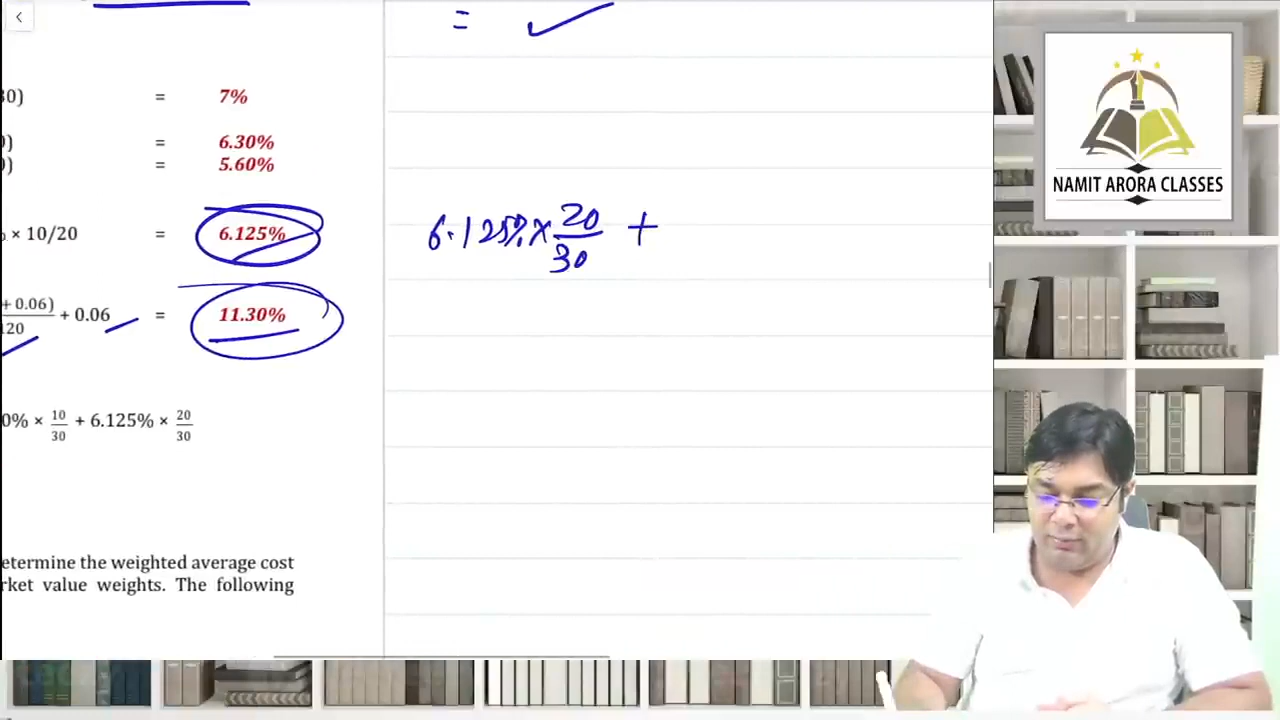 =
30) = 7%
0) = 6.30%
0) = 5.60%
% × 10/20 = 6.125%
+ 0.06)
120 + 0.06 = 11.30%
0% × 10/30 + 6.125% × 20/30
etermine the weighted average cost
rket value weights. The following
6.125% × 20/30 +
NAMIT ARORA CLASSES